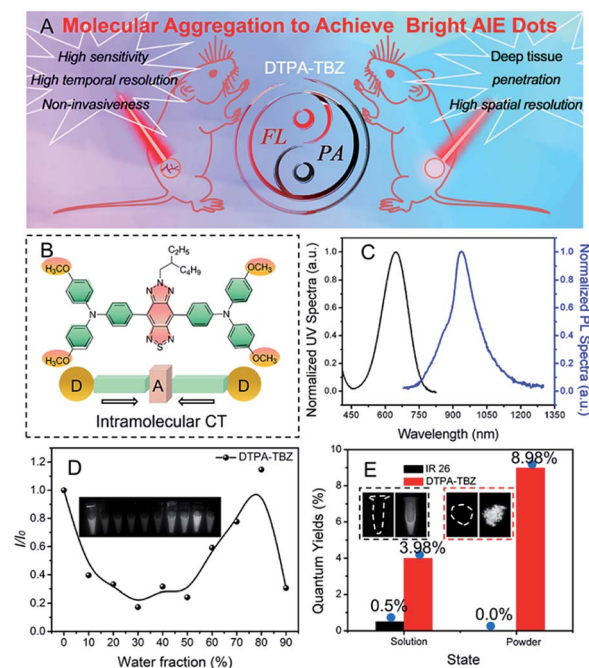 A Molecular Aggregation to Achieve Bright AIE Dots
High sensitivity
High temporal resolution
Non-invasiveness
DTPA-TBZ
FL
PA
Deep tissue
penetration
High spatial resolution
B
C₂H₅
C₄H₉
H₃CO
OCH₃
N
N
N
N
N
N
N
S
H₃CO
OCH₃
D
A
D
Intramolecular CT
C
Normalized UV Spectra (a.u.)
1.0
0.8
0.6
0.4
0.2
0.0
450 600 750 900 1050 1200 1350
Wavelength (nm)
1.0
0.8
0.6
0.4
0.2
0.0
Normalized PL Spectra (a.u.)
D
DTPA-TBZ
I/I₀
1.2
1.0
0.8
0.6
0.4
0.2
0.0
0 10 20 30 40 50 60 70 80 90
Water fraction (%)
E
IR 26
DTPA-TBZ
Quantum Yields (%)
10
8
6
4
2
0
0.5%
3.98%
0.0%
8.98%
Solution Powder
State